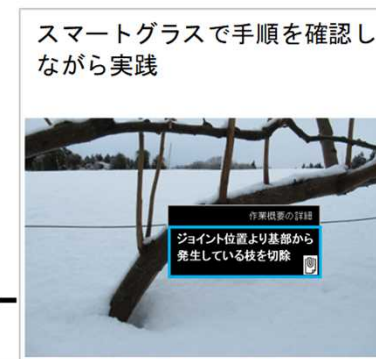 スマートグラスで手順を確認し
ながら実践
作業概要の詳細
ジョイント位置より基部から
発生している枝を切除